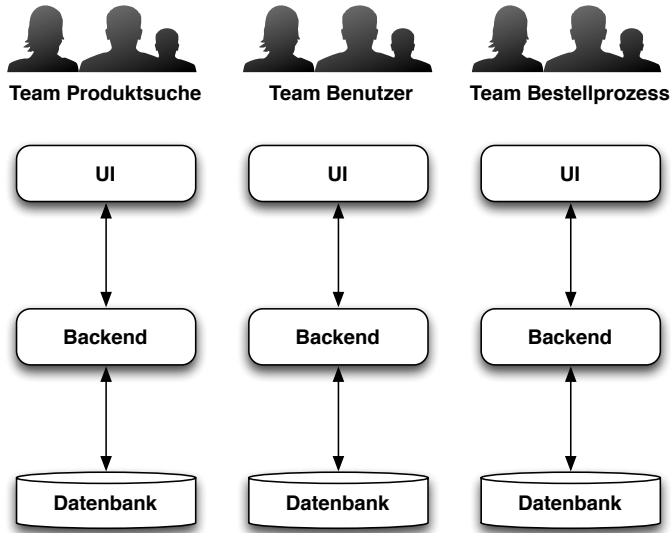 Team Produktsuche
Team Benutzer
Team Bestellprozess
UI
UI
UI
Backend
Backend
Backend
Datenbank
Datenbank
Datenbank